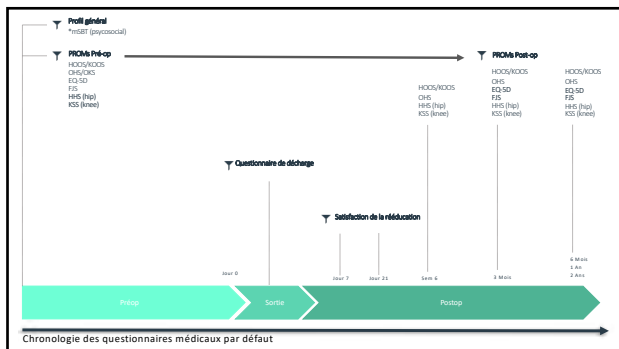 Profil général
*mSBT (psycosocial)
PROMs Pré-op
HOOS/KOOS
OHS/OKS
EQ-5D
FJS
HHS (hip)
KSS (knee)
PROMs Post-op
HOOS/KOOS
OHS
HHS (hip)
KSS (knee)
HOOS/KOOS
OHS
EQ-5D
FJS
HHS (hip)
KSS (knee)
HOOS/KOOS
OHS
EQ-5D
FJS
HHS (hip)
KSS (knee)
Questionnaire de décharge
Satisfaction de la rééducation
Jour 0
Jour 7
Jour 21
Sem 6
3 Mois
6 Mois
1 An
2 Ans
Préop
Sortie
Postop
Chronologie des questionnaires médicaux par défaut